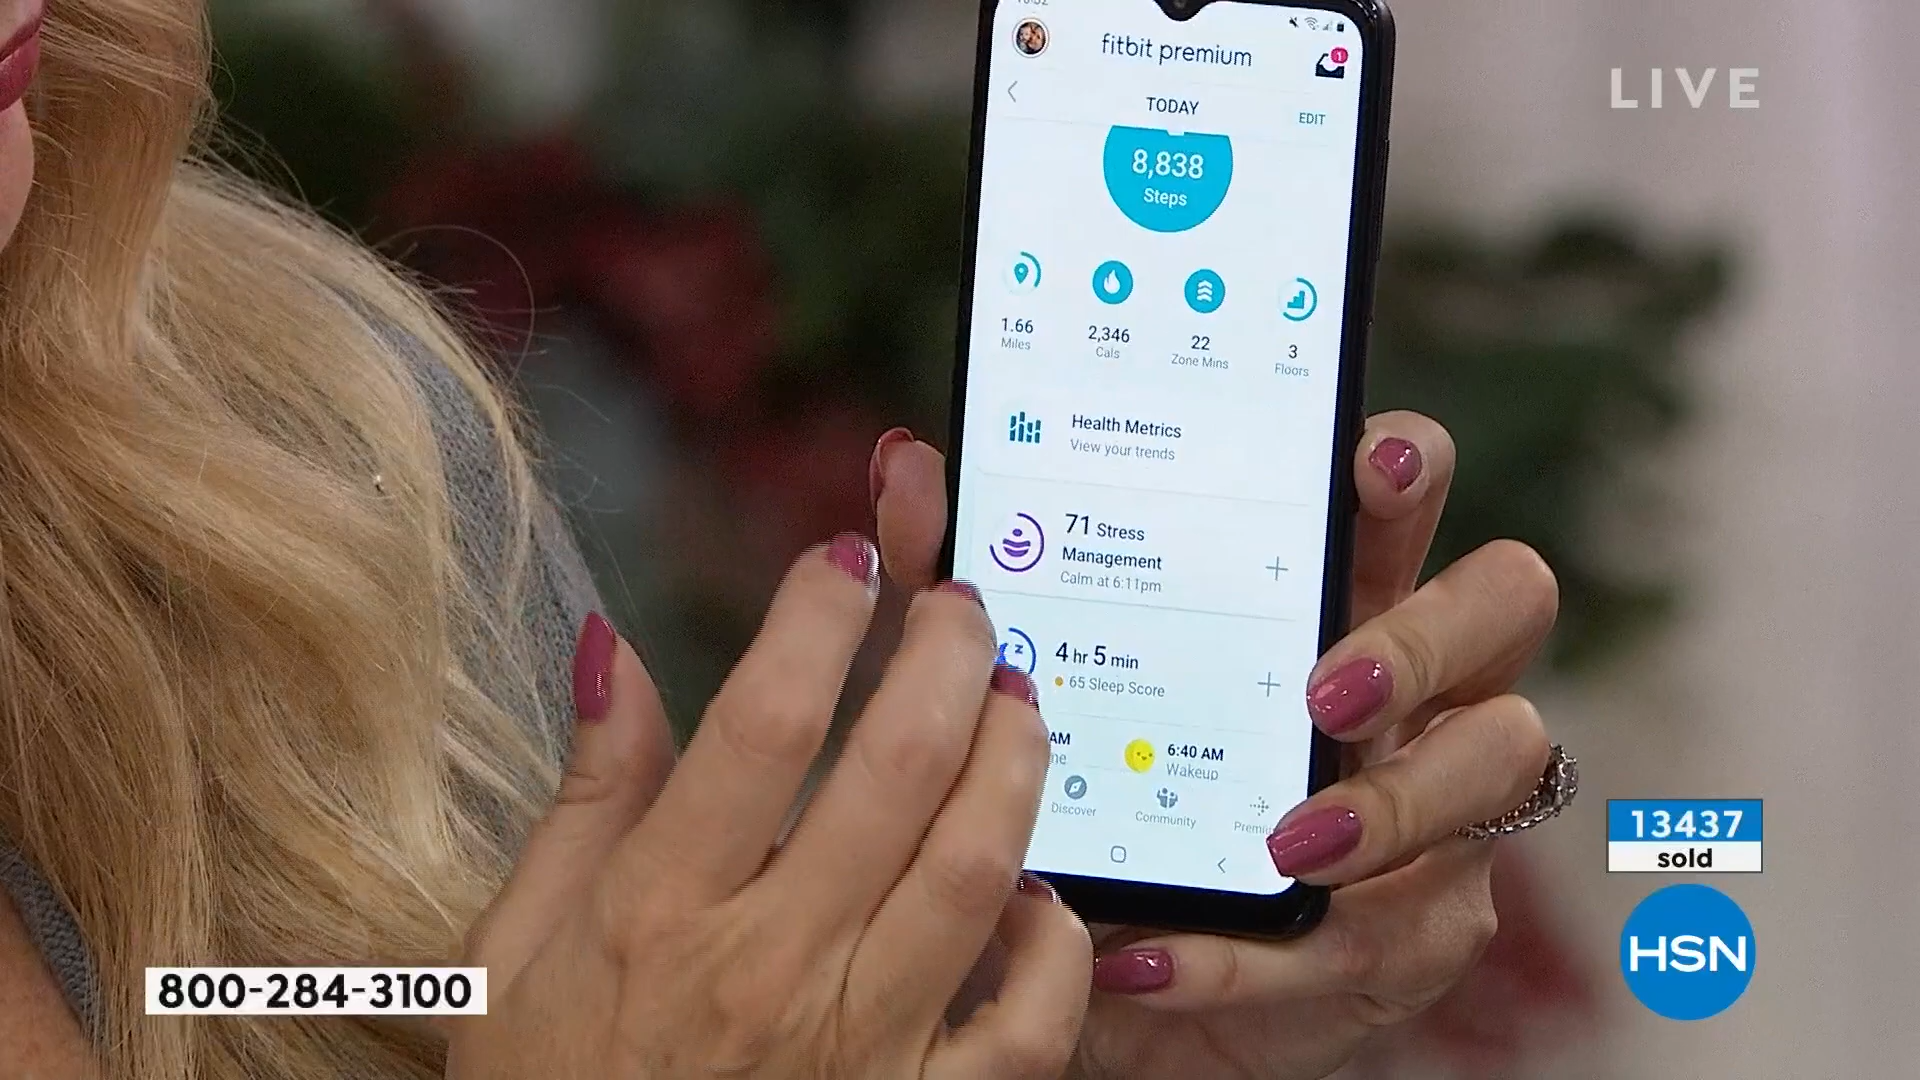 fitbit premium
1
TODAY
EDIT
8,838
Steps
1.66
Miles
2,346
Cals
22
Zone Mins
3
Floors
Health Metrics
View your trends
71 Stress
Management
Calm at 6:11pm
4 hr 5 min
65 Sleep Score
AM
6:40 AM
Wakeup
Discover
Community
LIVE
13437
sold
HSN
800-284-3100